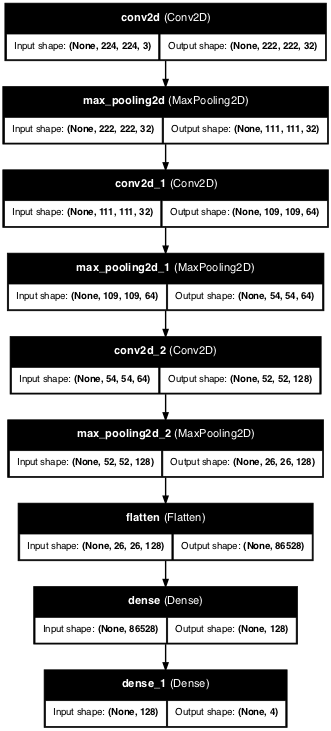 conv2d (Conv2D)
Input shape: (None, 224, 224, 3) Output shape: (None, 222, 222, 32)
max_pooling2d (MaxPooling2D)
Input shape: (None, 222, 222, 32) Output shape: (None, 111, 111, 32)
conv2d_1 (Conv2D)
Input shape: (None, 111, 111, 32) Output shape: (None, 109, 109, 64)
max_pooling2d_1 (MaxPooling2D)
Input shape: (None, 109, 109, 64) Output shape: (None, 54, 54, 64)
conv2d_2 (Conv2D)
Input shape: (None, 54, 54, 64) Output shape: (None, 52, 52, 128)
max_pooling2d_2 (MaxPooling2D)
Input shape: (None, 52, 52, 128) Output shape: (None, 26, 26, 128)
flatten (Flatten)
Input shape: (None, 26, 26, 128) Output shape: (None, 86528)
dense (Dense)
Input shape: (None, 86528) Output shape: (None, 128)
dense_1 (Dense)
Input shape: (None, 128) Output shape: (None, 4)